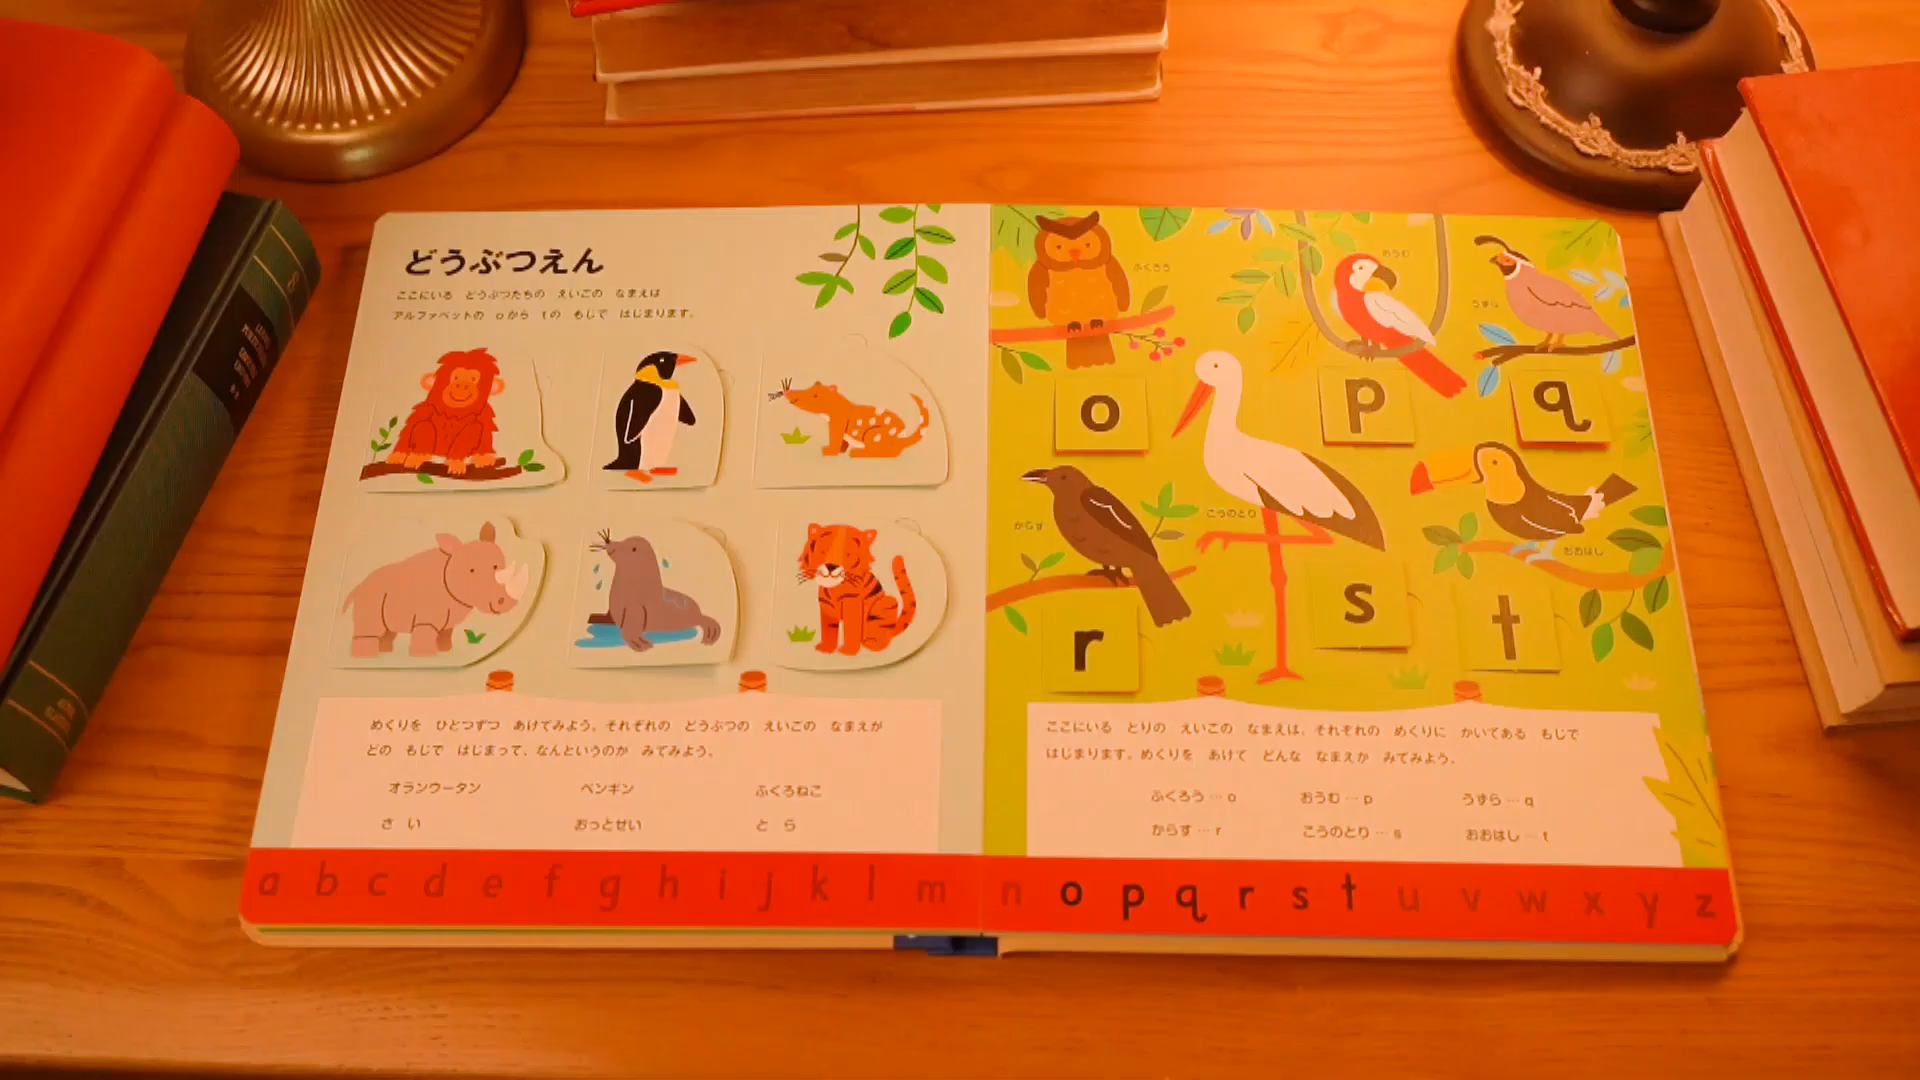 どうぶつえん
ここにいる どうぶつたちの えいごの なまえは
アルファベットの oから tの もじで はじまります。
めくりを ひとつずつ あけてみよう。それぞれの どうぶつの えいごの なまえが
どの もじで はじまって、なんというのか みてみよう。
オランウータン ペンギン ふくろねこ
さい おっとせい とら
ふくろう
おうむ
うずら
o
p
q
からす
こうのとり
おおはし
r
s
t
ここにいる とりの えいごの なまえは、それぞれの めくりに かいてある もじで
はじまります。めくりを あけて どんな なまえか みてみよう。
ふくろう…o おうむ…p うずら…q
からす…r こうのとり…s おおはし…t
a b c d e f g h i j k l m n o p q r s t u v w x y z